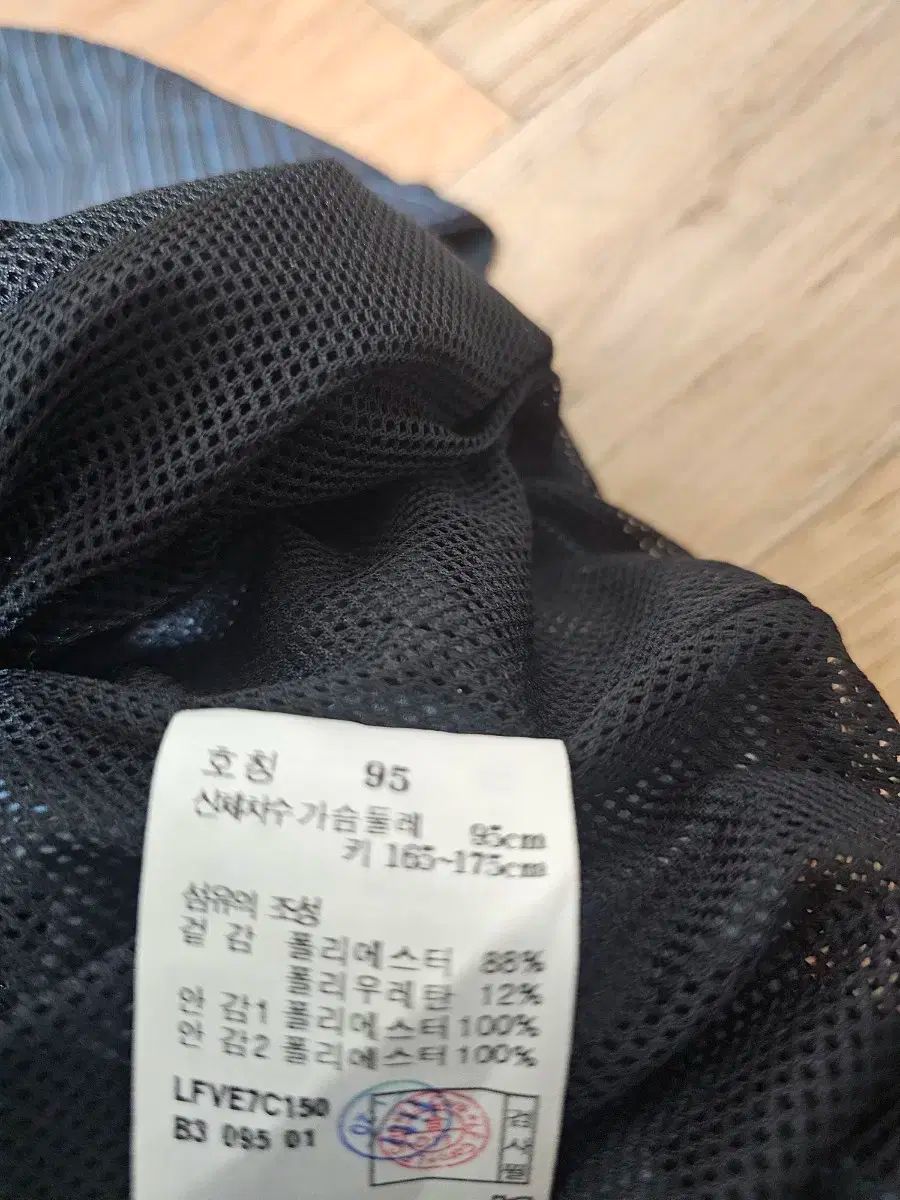 호 칭 95
신체치수 가슴둘레 95cm
키 165~175cm
섬유의 조성
겉 감 폴리에스터 88%
폴리우레탄 12%
안 감1 폴리에스터 100%
안 감2 폴리에스터 100%
LFVE7C150
B3 095 01
검사필